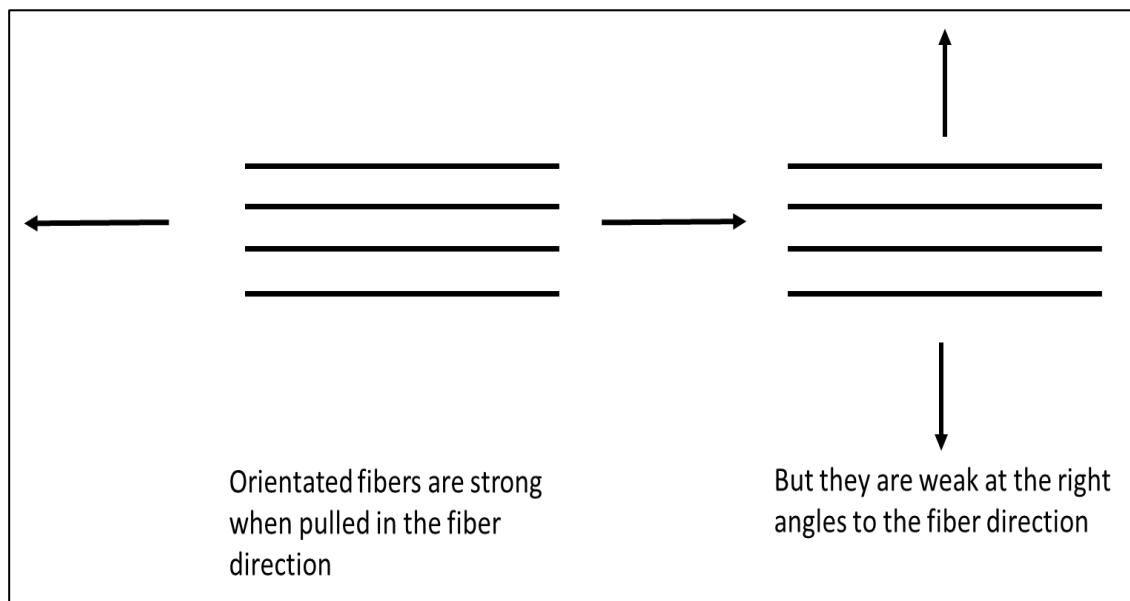 Orientated fibers are strong
when pulled in the fiber
direction
But they are weak at the right
angles to the fiber direction